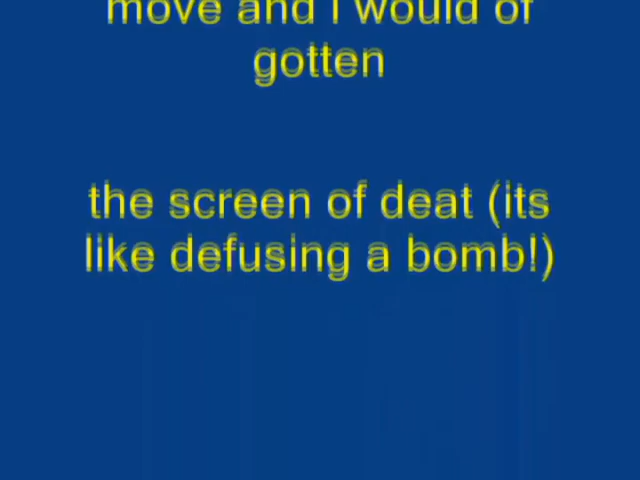 move and I would of
gotten
the screen of deat (its
like defusing a bomb!)